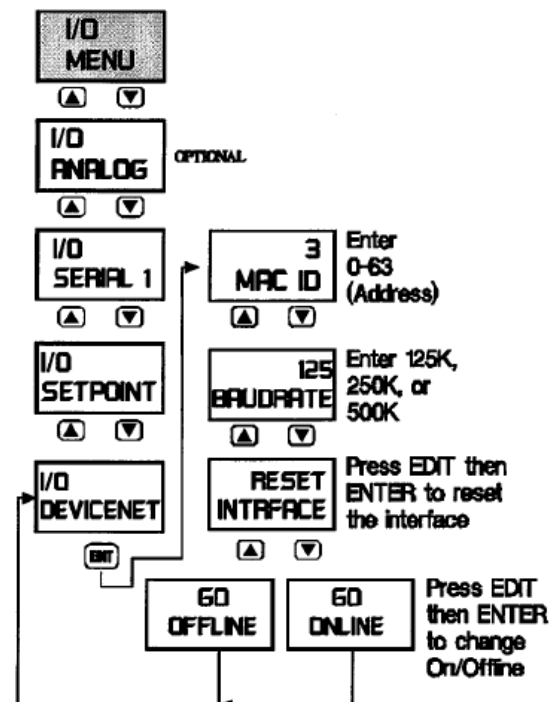 I/O
MENU
I/O
ANALOG
OPTIONAL
I/O
SERIAL 1
I/O
SETPOINT
I/O
DEVICENET
ENT
3
MAC ID
Enter
0-63
(Address)
125
BAUDRATE
Enter 125K,
250K, or
500K
RESET
INTRFACE
Press EDIT then
ENTER to reset
the interface
GO
OFFLINE
GO
ONLINE
Press EDIT
then ENTER
to change
On/Offline